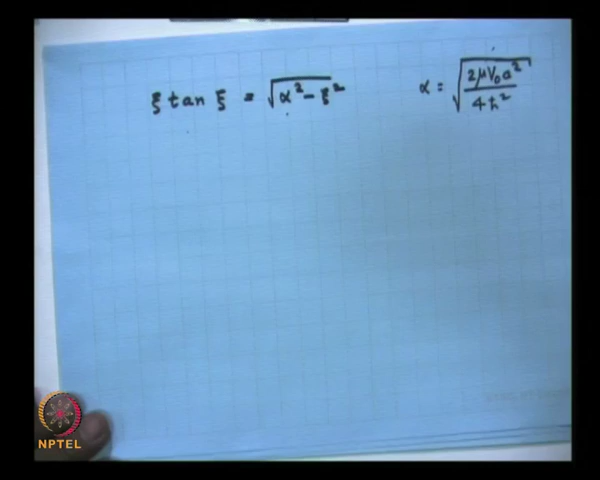 ξ tan ξ = √(α² − ξ²)
α = √(2μV₀a² / 4ħ²)
NPTEL